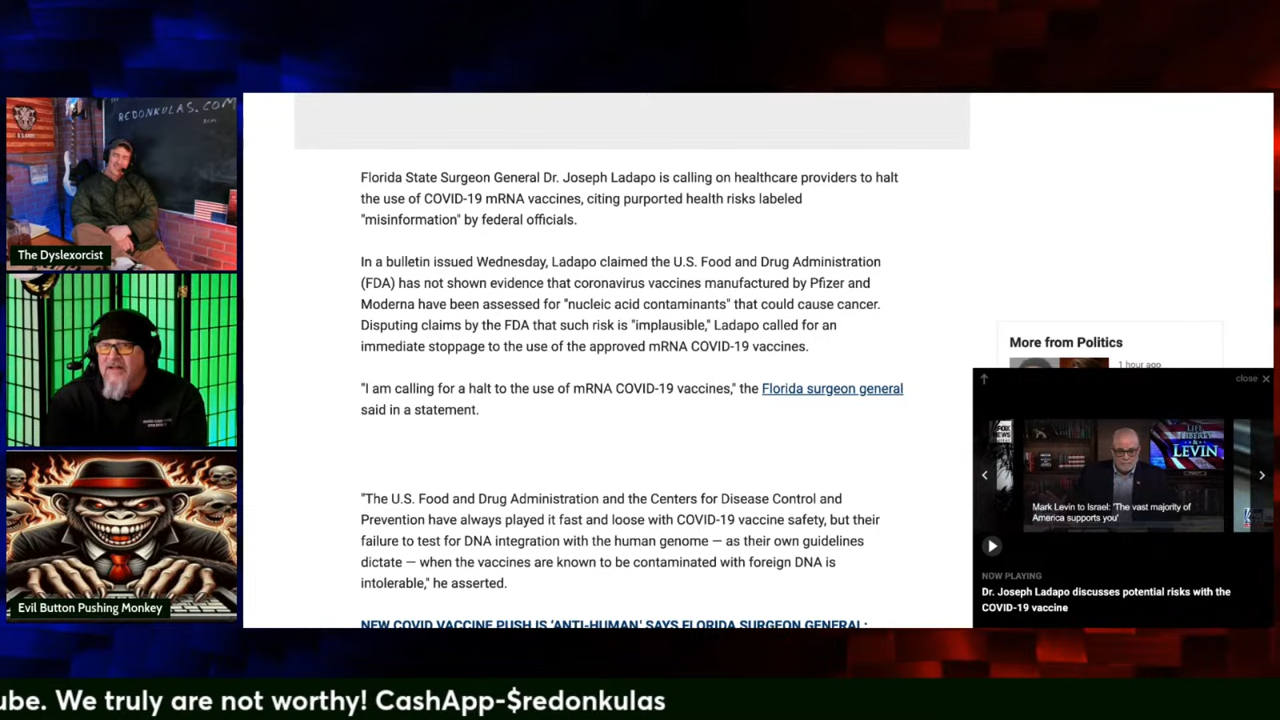 REDONKULAS.COM
The Dyslexorcist
Evil Button Pushing Monkey
Florida State Surgeon General Dr. Joseph Ladapo is calling on healthcare providers to halt
the use of COVID-19 mRNA vaccines, citing purported health risks labeled
"misinformation" by federal officials.
In a bulletin issued Wednesday, Ladapo claimed the U.S. Food and Drug Administration
(FDA) has not shown evidence that coronavirus vaccines manufactured by Pfizer and
Moderna have been assessed for "nucleic acid contaminants" that could cause cancer.
Disputing claims by the FDA that such risk is "implausible," Ladapo called for an
immediate stoppage to the use of the approved mRNA COVID-19 vaccines.
"I am calling for a halt to the use of mRNA COVID-19 vaccines," the Florida surgeon general
said in a statement.
"The U.S. Food and Drug Administration and the Centers for Disease Control and
Prevention have always played it fast and loose with COVID-19 vaccine safety, but their
failure to test for DNA integration with the human genome — as their own guidelines
dictate — when the vaccines are known to be contaminated with foreign DNA is
intolerable," he asserted.
NEW COVID VACCINE PUSH IS 'ANTI-HUMAN,' SAYS FLORIDA SURGEON GENERAL:
More from Politics
1 hour ago
close
LIFE
LIBERTY
&
LEVIN
Mark Levin to Israel: 'The vast majority of
America supports you'
NOW PLAYING
Dr. Joseph Ladapo discusses potential risks with the
COVID-19 vaccine
ube. We truly are not worthy! CashApp-$redonkulas